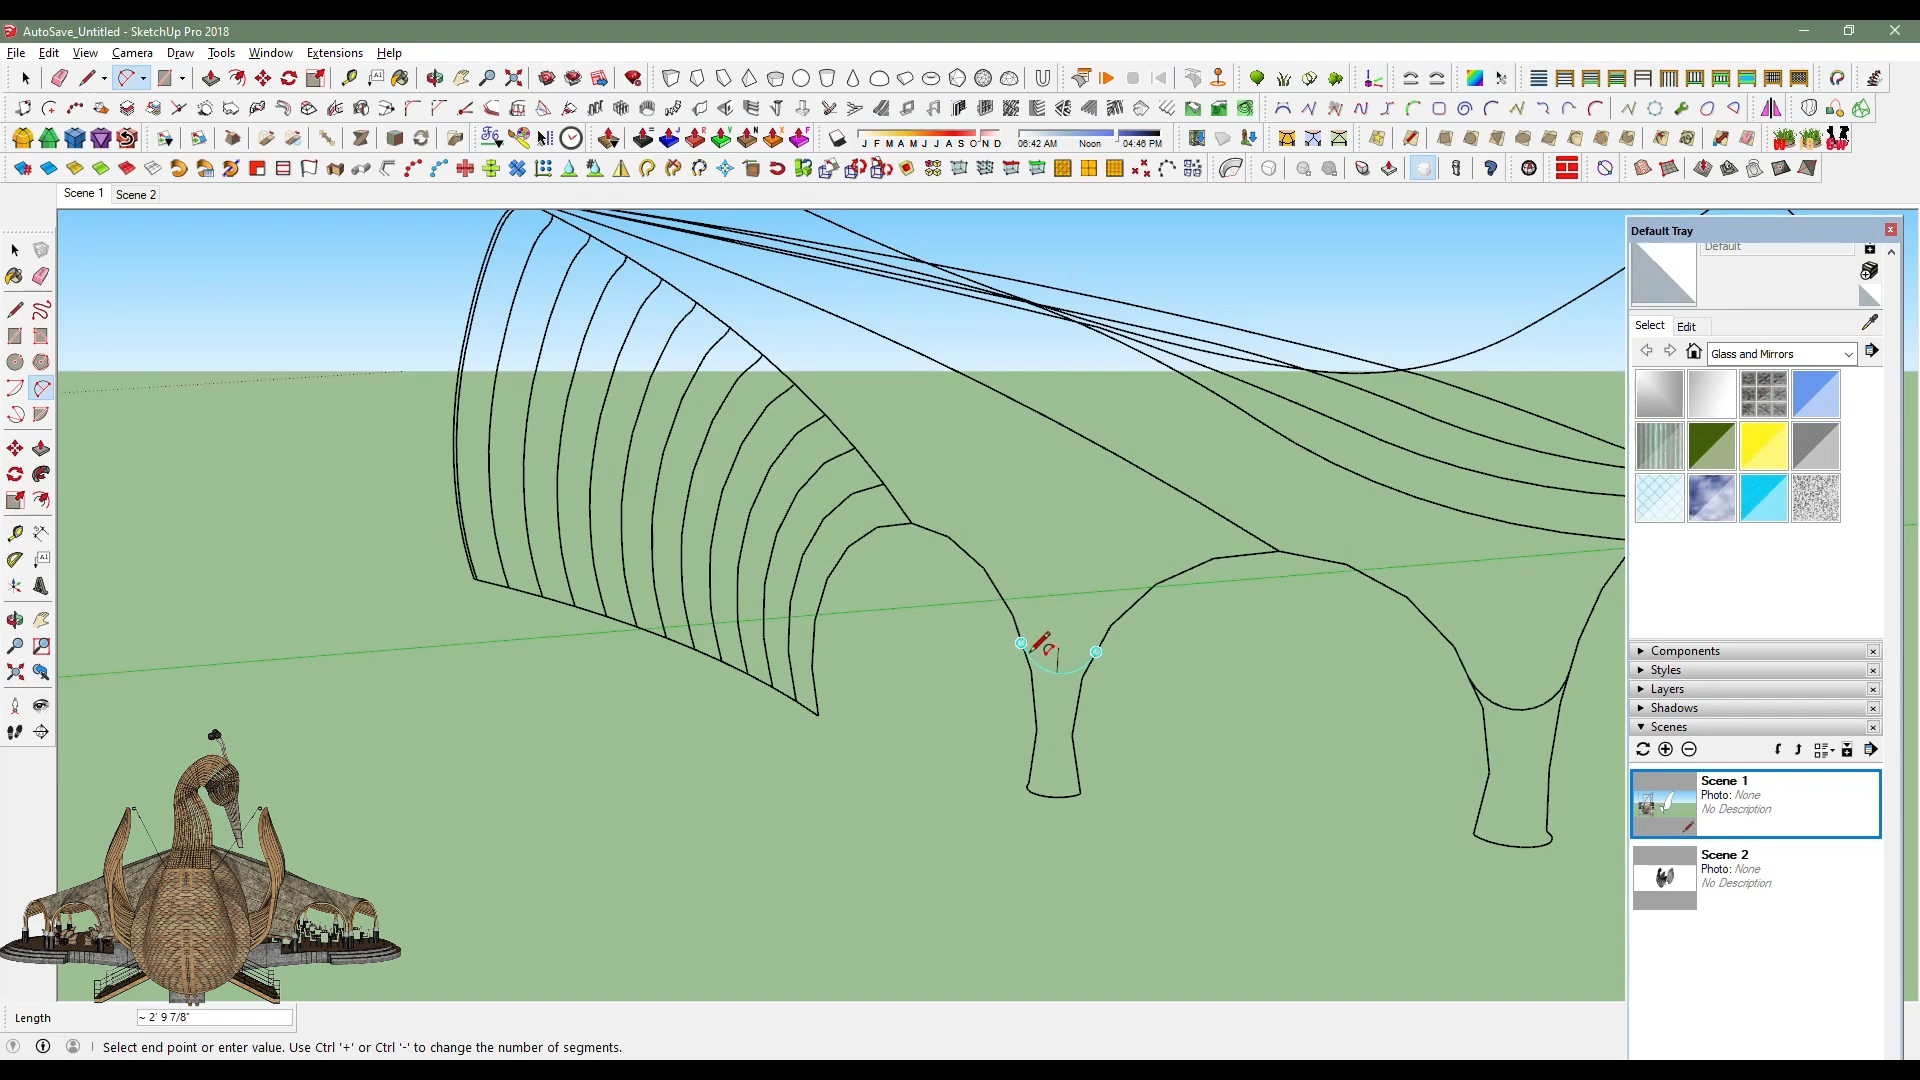 AutoSave_Untitled - SketchUp Pro 2018
File Edit View Camera Draw Tools Window Extensions Help
J F M A M J J A S O N D 06:42 AM Noon 04:46 PM
Scene 1 Scene 2
Default Tray
Default
Select Edit
Glass and Mirrors
Components
Styles
Layers
Shadows
Scenes
Scene 1
Photo: None
No Description
Scene 2
Photo: None
No Description
Length ~ 2' 9 7/8"
Select end point or enter value. Use Ctrl '+' or Ctrl '-' to change the number of segments.